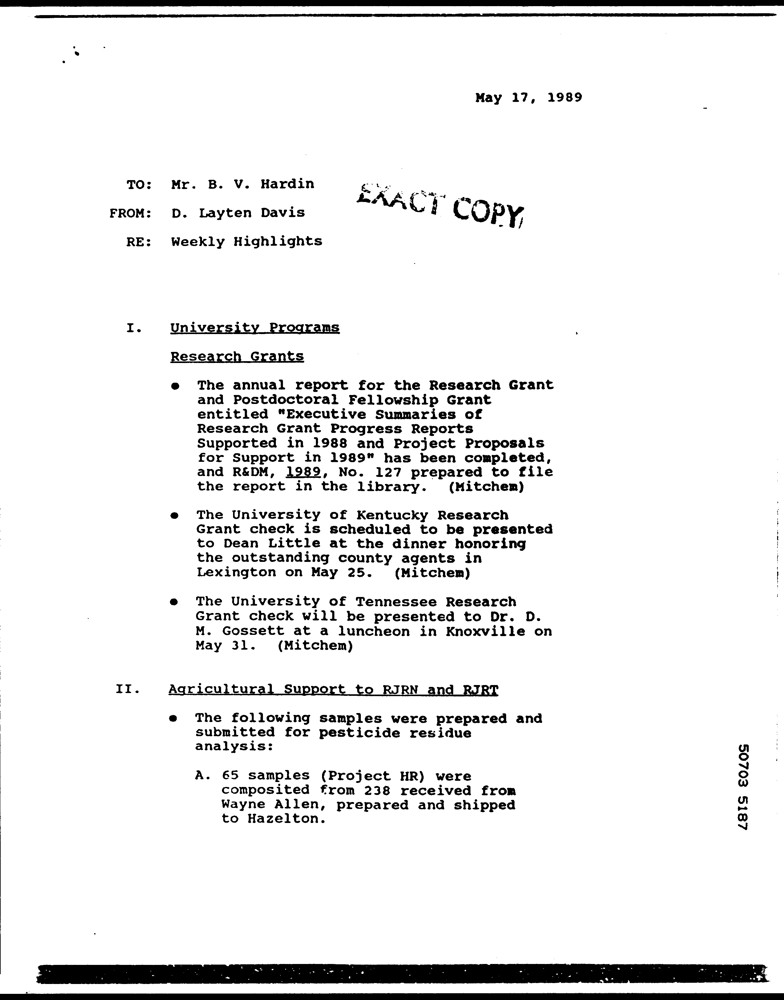 May 17, 1989
TO: Mr. B. V. Hardin
EXACT COPY
FROM: D. Layten Davis
RE: Weekly Highlights
I. University Programs
Research Grants
● The annual report for the Research Grant
and Postdoctoral Fellowship Grant
entitled "Executive Summaries of
Research Grant Progress Reports
Supported in 1988 and Project Proposals
for Support in 1989" has been completed,
and R&DM, 1989, No. 127 prepared to file
the report in the library. (Mitchem)
● The University of Kentucky Research
Grant check is scheduled to be presented
to Dean Little at the dinner honoring
the outstanding county agents in
Lexington on May 25. (Mitchem)
● The University of Tennessee Research
Grant check will be presented to Dr. D.
M. Gossett at a luncheon in Knoxville on
May 31. (Mitchem)
II. Agricultural Support to RJRN and RJRT
● The following samples were prepared and
submitted for pesticide residue
analysis:
A. 65 samples (Project HR) were
composited from 238 received from
Wayne Allen, prepared and shipped
to Hazelton.
50703 5187